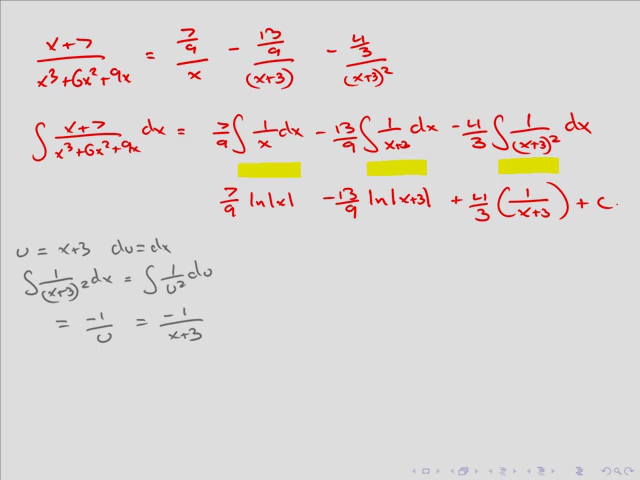 (x+7)/(x³+6x²+9x) = (7/9)/x − (13/9)/(x+3) − (4/3)/(x+3)²
∫ (x+7)/(x³+6x²+9x) dx = 7/9 ∫ 1/x dx − 13/9 ∫ 1/(x+3) dx − 4/3 ∫ 1/(x+3)² dx
7/9 ln|x| − 13/9 ln|x+3| + 4/3 (1/(x+3)) + c.
u = x+3 du = dx
∫ 1/(x+3)² dx = ∫ 1/u² du
= −1/u = −1/(x+3)